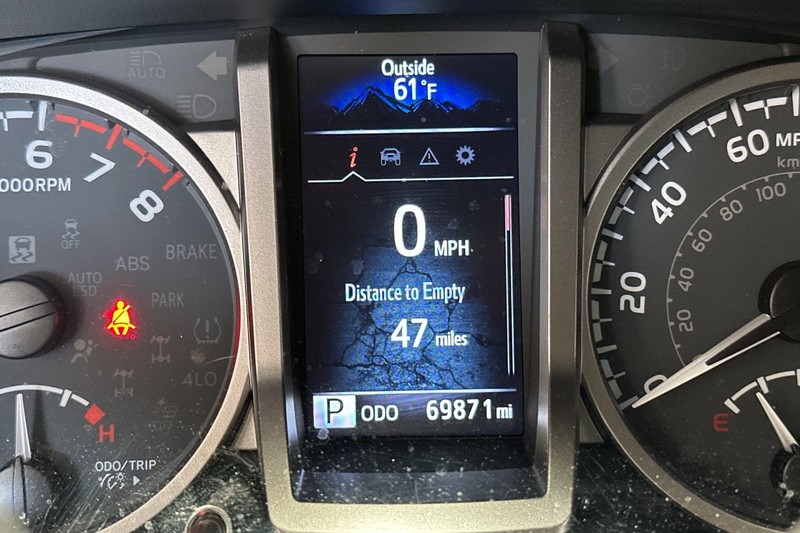 Outside
61°F
AUTO
6
7
8
000RPM
OFF
BRAKE
ABS
AUTO
LSD
PARK
4LO
H
ODO/TRIP
i
0 MPH
Distance to Empty
47 miles
P ODO 69871 mi
60 MP
km
100
80
40
60
40
20
20
0
E